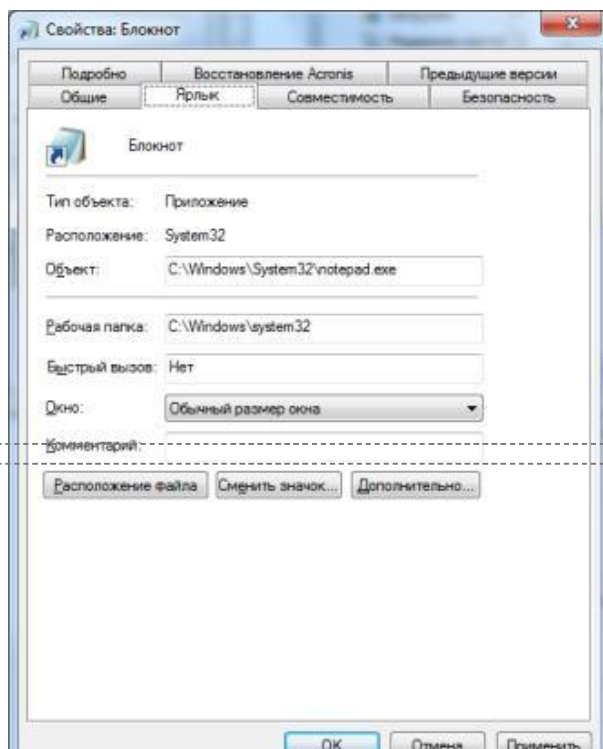 Свойства: Блокнот
Подробно Восстановление Acronis Предыдущие версии
Общие Ярлык Совместимость Безопасность
Блокнот
Тип объекта: Приложение
Расположение: System32
Объект: C:\Windows\System32\notepad.exe
Рабочая папка: C:\Windows\system32
Быстрый вызов: Нет
Окно: Обычный размер окна
Комментарий:
Расположение файла Сменить значок... Дополнительно...
ОК Отмена Применить